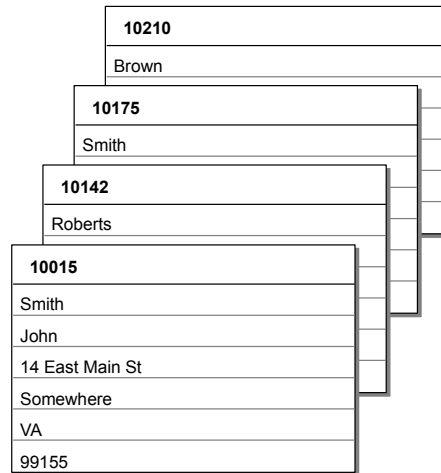 10210
Brown
10175
Smith
10142
Roberts
10015
Smith
John
14 East Main St
Somewhere
VA
99155